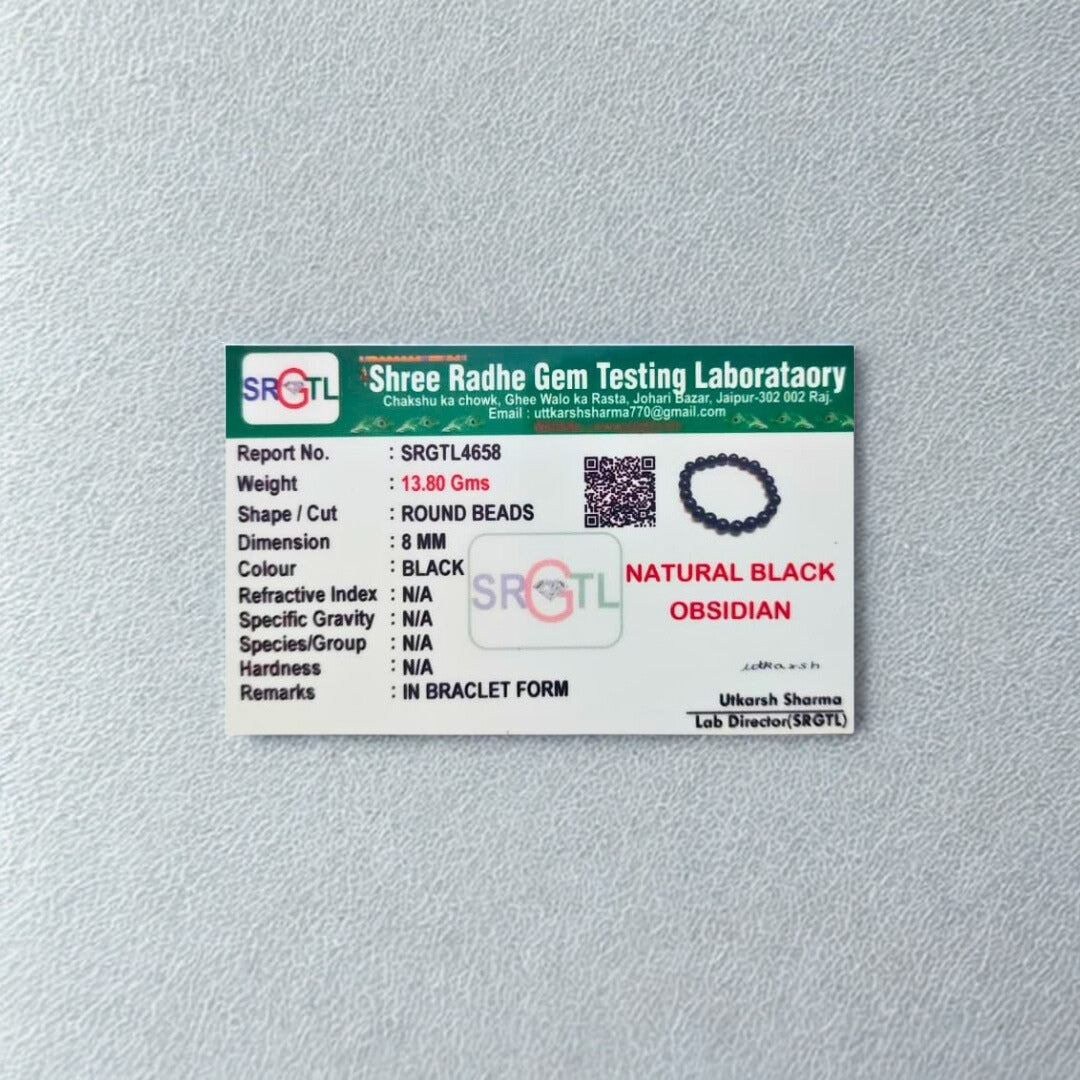 SRGTL
Shree Radhe Gem Testing Laborataory
Chakshu ka chowk, Ghee Walo ka Rasta, Johari Bazar, Jaipur-302 002 Raj.
Email : uttkarshsharma770@gmail.com
Report No. : SRGTL4658
Weight : 13.80 Gms
Shape / Cut : ROUND BEADS
Dimension : 8 MM
Colour : BLACK
Refractive Index : N/A
Specific Gravity : N/A
Species/Group : N/A
Hardness : N/A
Remarks : IN BRACLET FORM
SRGTL
NATURAL BLACK
OBSIDIAN
Utkarsh Sharma
Lab Director(SRGTL)